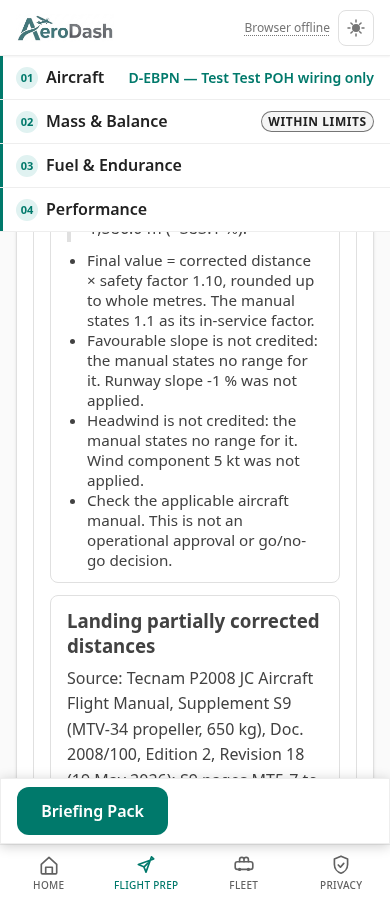 AeroDash
Browser offline
01 Aircraft D-EBPN — Test Test POH wiring only
02 Mass & Balance WITHIN LIMITS
03 Fuel & Endurance
04 Performance
• Final value = corrected distance
× safety factor 1.10, rounded up
to whole metres. The manual
states 1.1 as its in-service factor.
• Favourable slope is not credited:
the manual states no range for
it. Runway slope -1 % was not
applied.
• Headwind is not credited: the
manual states no range for it.
Wind component 5 kt was not
applied.
• Check the applicable aircraft
manual. This is not an
operational approval or go/no-
go decision.
Landing partially corrected
distances
Source: Tecnam P2008 JC Aircraft
Flight Manual, Supplement S9
(MTV-34 propeller, 650 kg), Doc.
2008/100, Edition 2, Revision 18
Briefing Pack
HOME
FLIGHT PREP
FLEET
PRIVACY